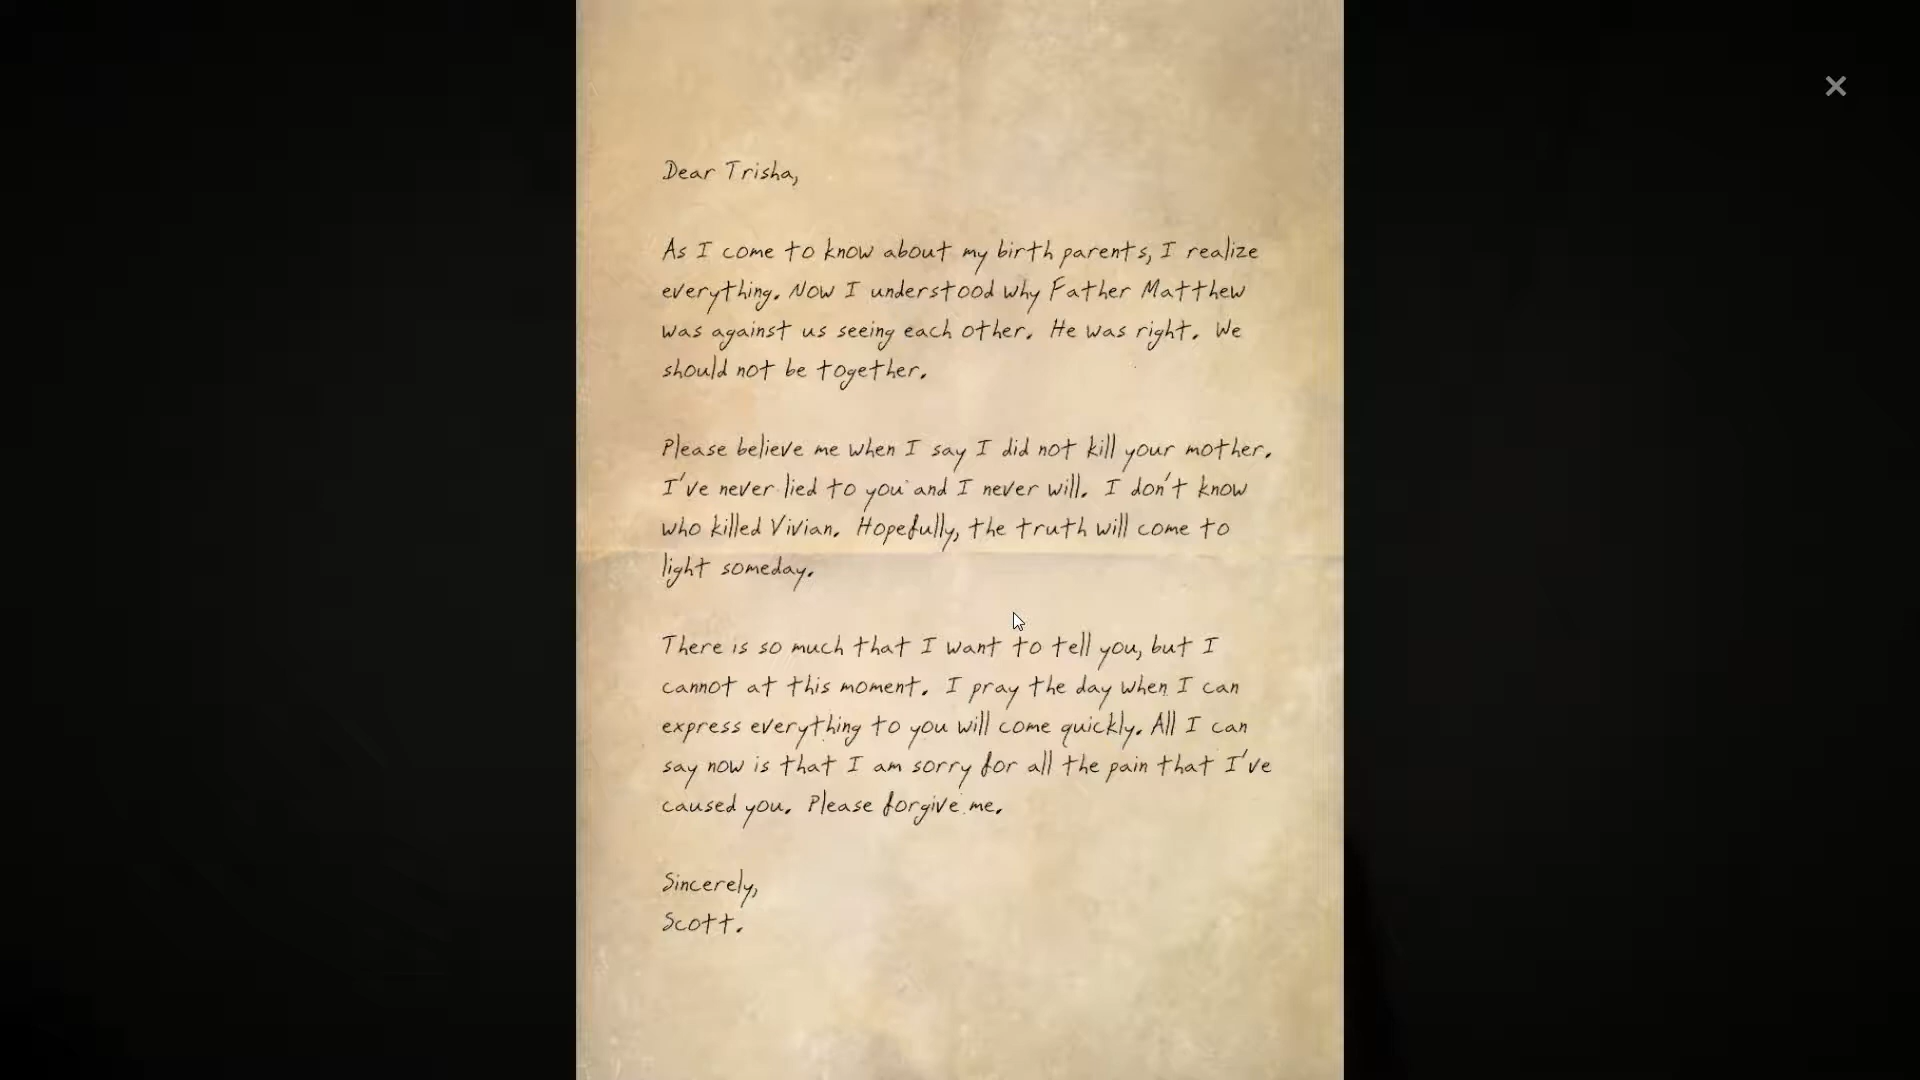 Dear Trisha,
As I come to know about my birth parents, I realize
everything. Now I understood why Father Matthew
was against us seeing each other. He was right. We
should not be together.
Please believe me when I say I did not kill your mother.
I've never lied to you and I never will. I don't know
who killed Vivian. Hopefully, the truth will come to
light someday.
There is so much that I want to tell you, but I
cannot at this moment. I pray the day when I can
express everything to you will come quickly. All I can
say now is that I am sorry for all the pain that I've
caused you. Please forgive me.
Sincerely,
Scott.